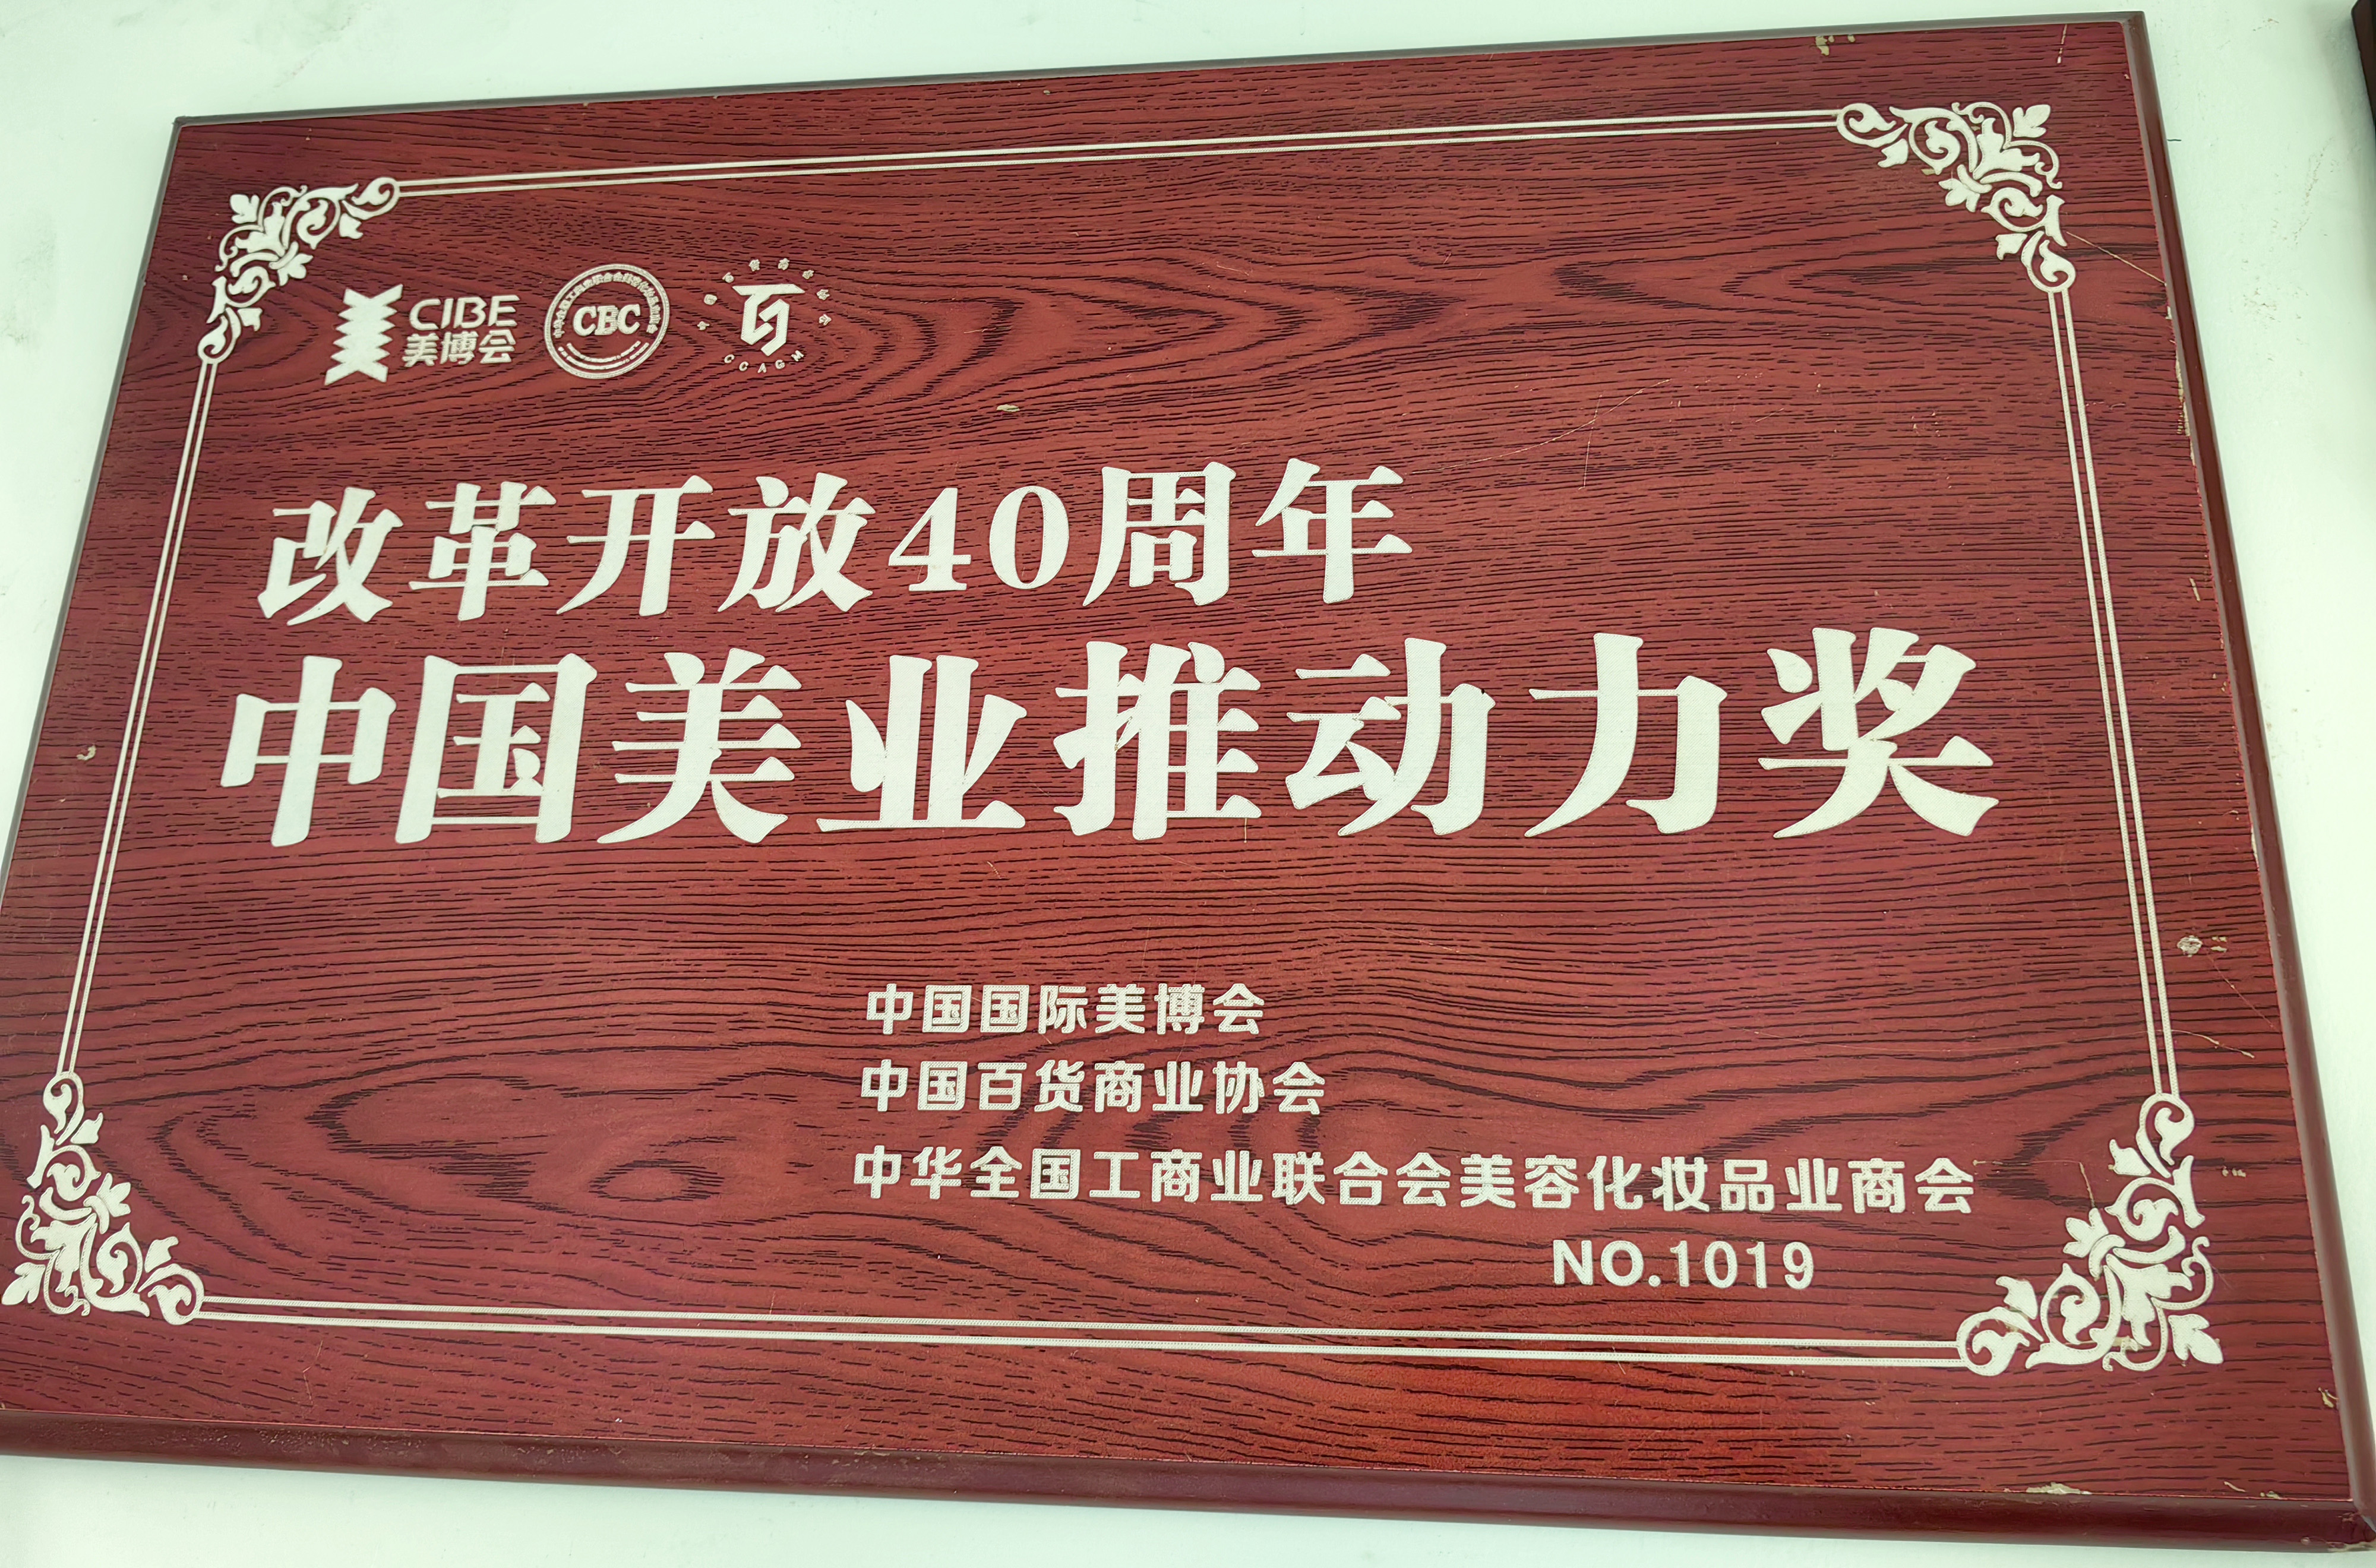 CIBE
美博会
CBC
百
CCAGM
改革开放40周年
中国美业推动力奖
中国国际美博会
中国百货商业协会
中华全国工商业联合会美容化妆品业商会
NO.1019